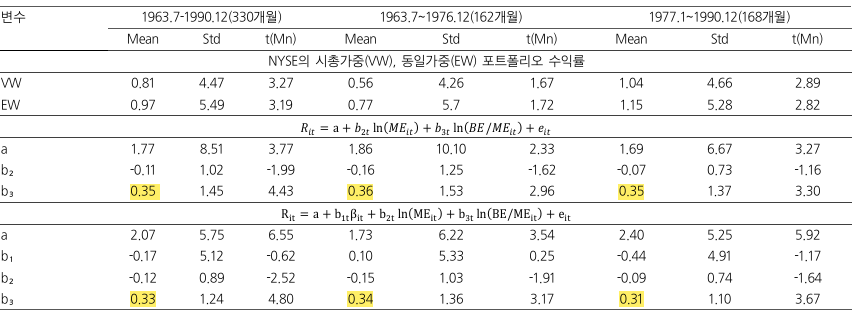 변수 1963.7-1990.12(330개월) 1963.7~1976.12(162개월) 1977.1~1990.12(168개월)
Mean Std t(Mn) Mean Std t(Mn) Mean Std t(Mn)
NYSE의 시총가중(VW), 동일가중(EW) 포트폴리오 수익률
VW 0.81 4.47 3.27 0.56 4.26 1.67 1.04 4.66 2.89
EW 0.97 5.49 3.19 0.77 5.7 1.72 1.15 5.28 2.82
R_{it} = a + b_{2t} ln(ME_{it}) + b_{3t} ln(BE/ME_{it}) + e_{it}
a 1.77 8.51 3.77 1.86 10.10 2.33 1.69 6.67 3.27
b₂ -0.11 1.02 -1.99 -0.16 1.25 -1.62 -0.07 0.73 -1.16
b₃ 0.35 1.45 4.43 0.36 1.53 2.96 0.35 1.37 3.30
R_{it} = a + b_{1t}β_{it} + b_{2t} ln(ME_{it}) + b_{3t} ln(BE/ME_{it}) + e_{it}
a 2.07 5.75 6.55 1.73 6.22 3.54 2.40 5.25 5.92
b₁ -0.17 5.12 -0.62 0.10 5.33 0.25 -0.44 4.91 -1.17
b₂ -0.12 0.89 -2.52 -0.15 1.03 -1.91 -0.09 0.74 -1.64
b₃ 0.33 1.24 4.80 0.34 1.36 3.17 0.31 1.10 3.67